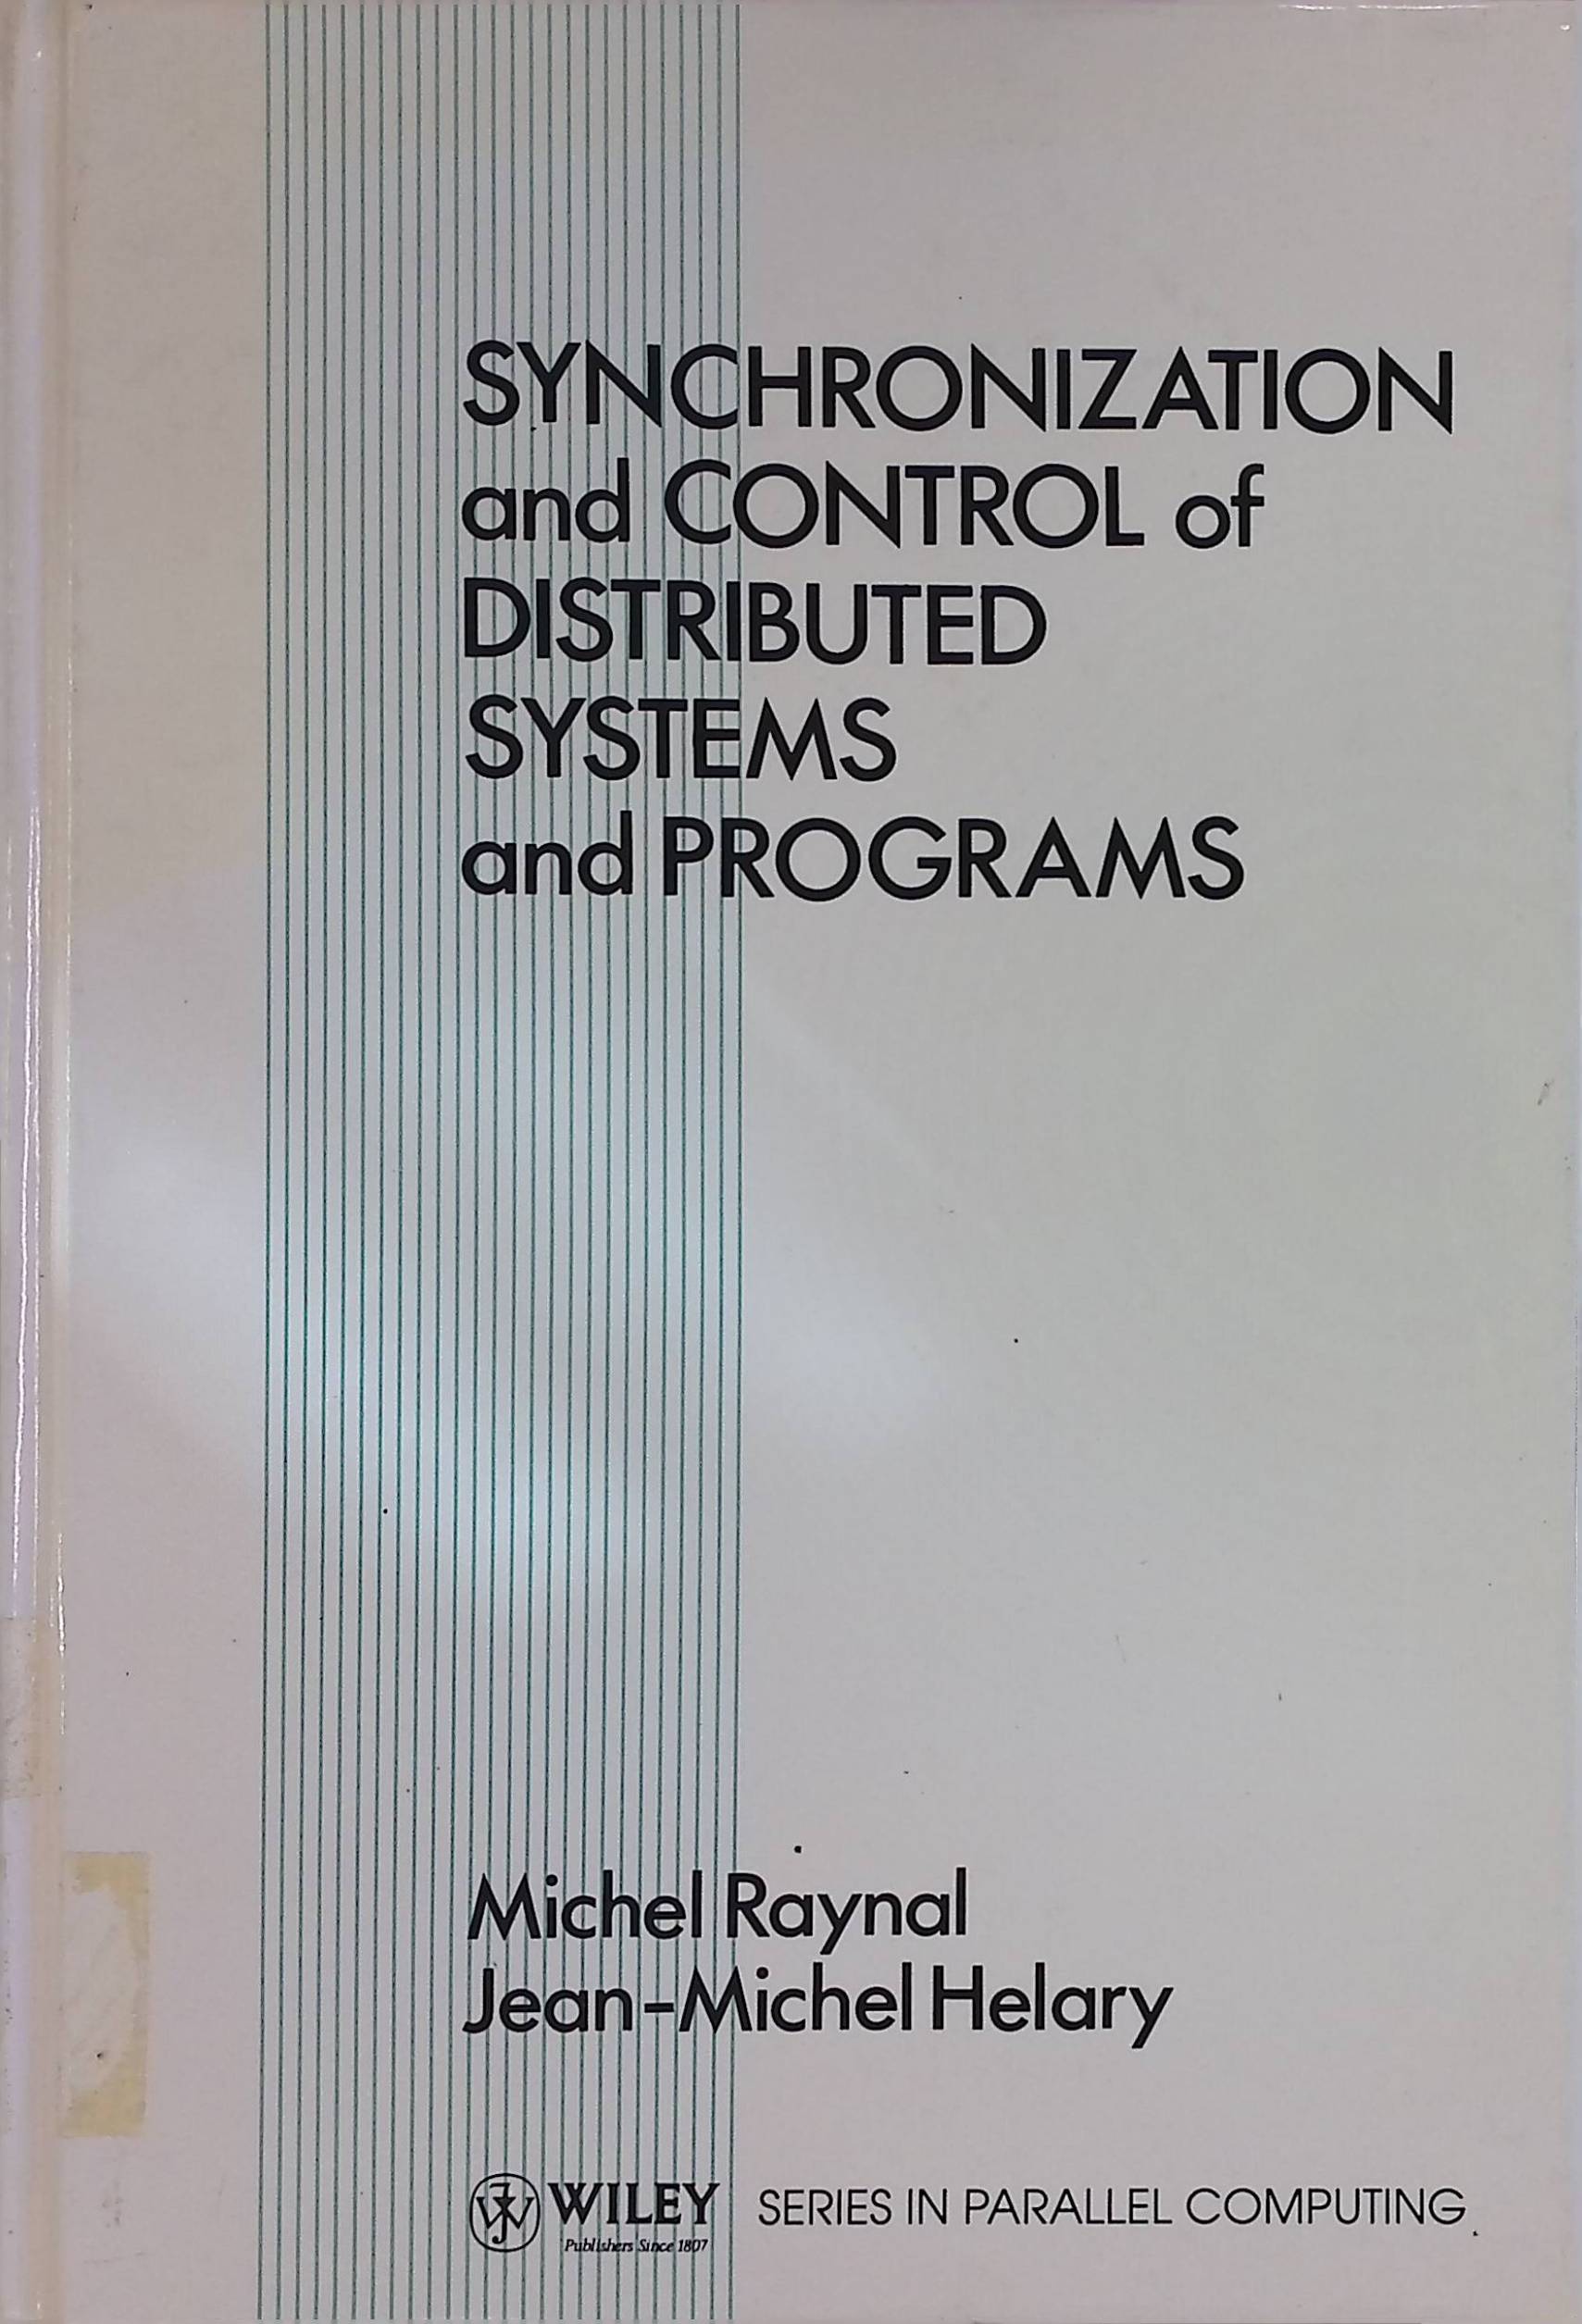 SYNCHRONIZATION
and CONTROL of
DISTRIBUTED
SYSTEMS
and PROGRAMS
Michel Raynal
Jean-Michel Helary
WILEY SERIES IN PARALLEL COMPUTING
Publishers Since 1807